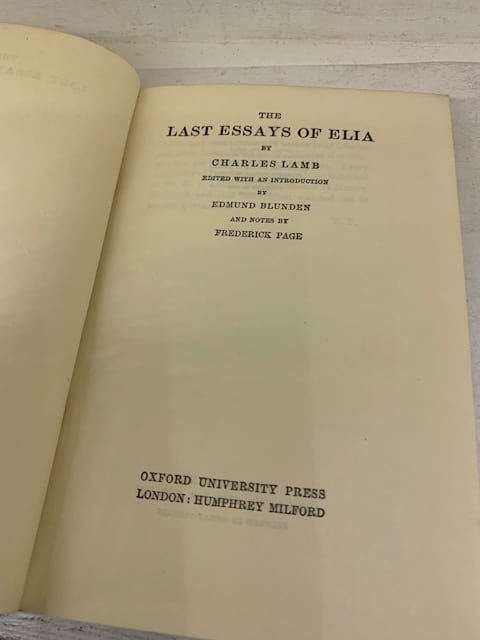 THE
LAST ESSAYS OF ELIA
BY
CHARLES LAMB
EDITED WITH AN INTRODUCTION
BY
EDMUND BLUNDEN
AND NOTES BY
FREDERICK PAGE
OXFORD UNIVERSITY PRESS
LONDON: HUMPHREY MILFORD